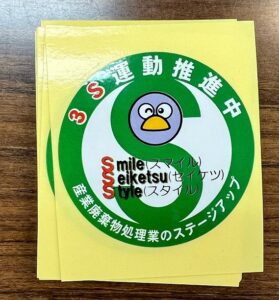 3S運動推進中
Smile(スマイル)
Seiketsu(セイケツ)
Style(スタイル)
産業廃棄物処理業のステージアップ